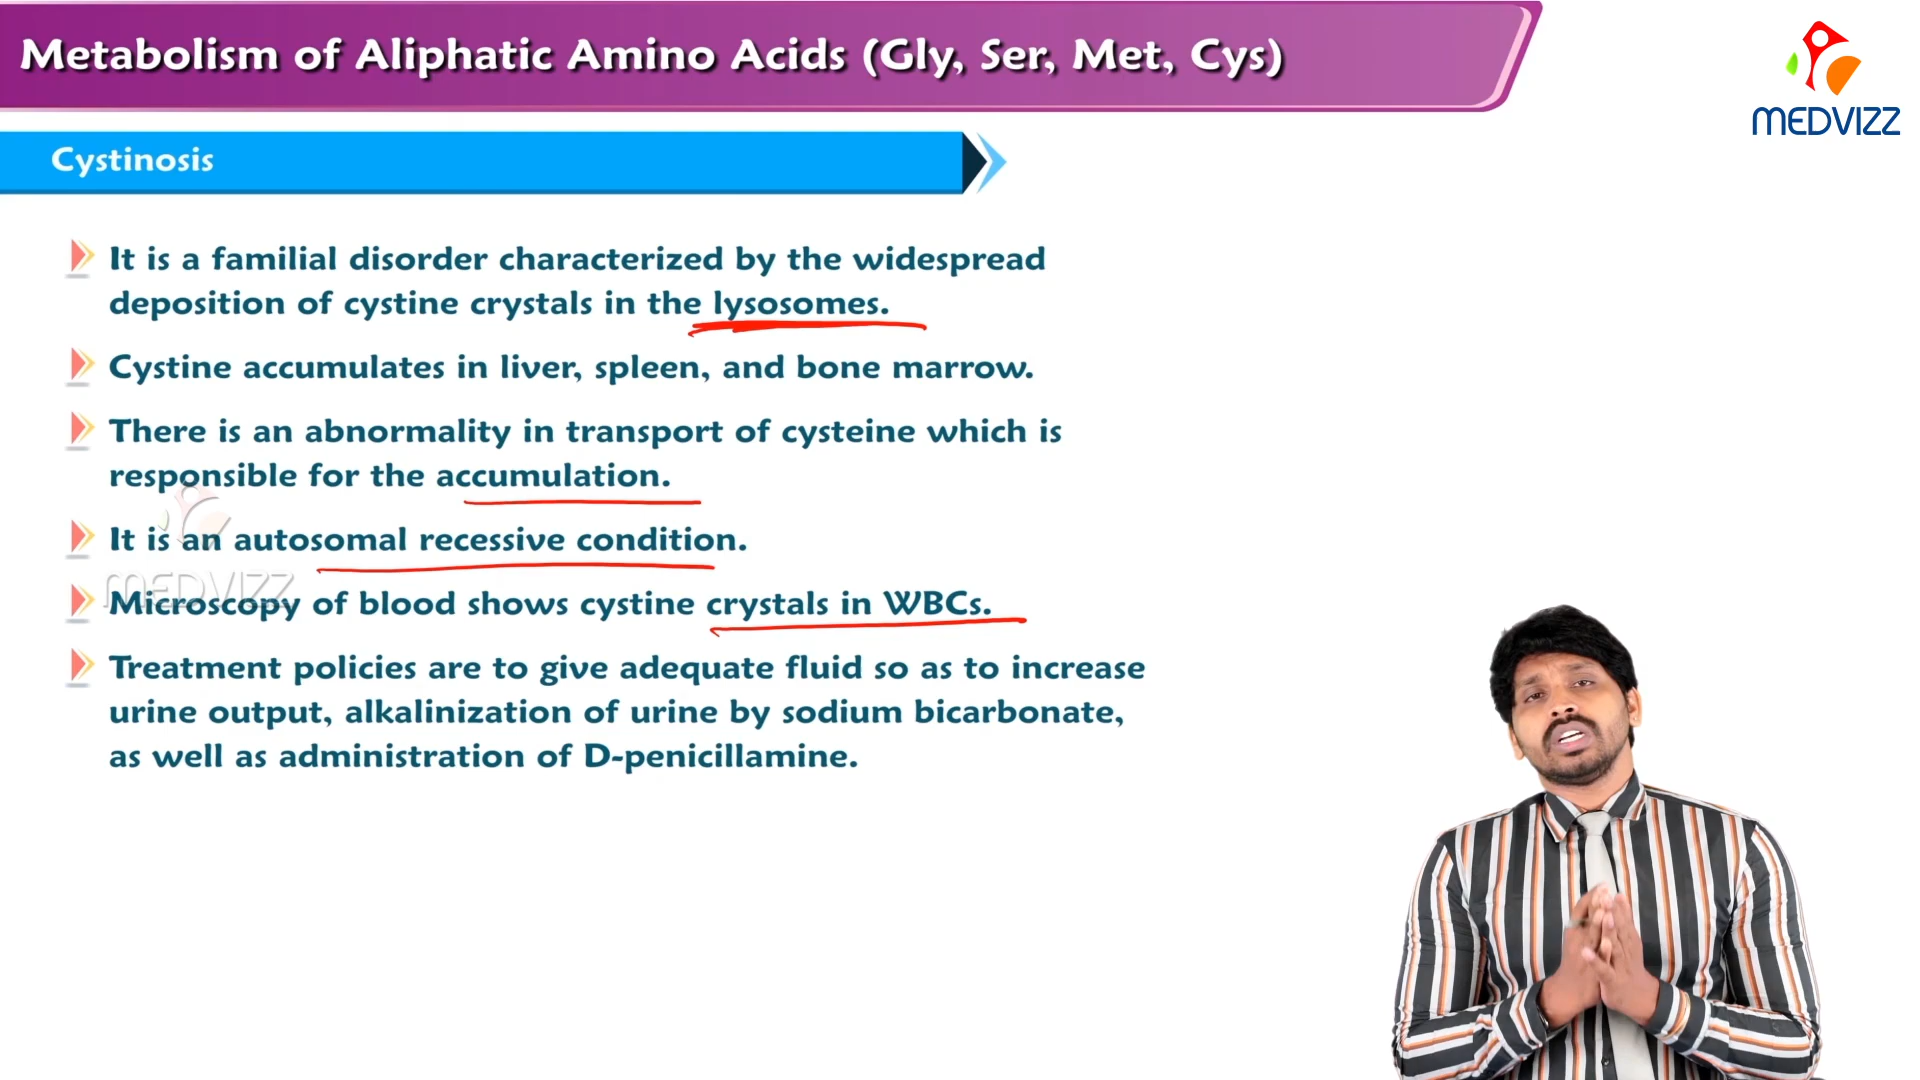 Metabolism of Aliphatic Amino Acids (Gly, Ser, Met, Cys)
MEDVIZZ
Cystinosis
It is a familial disorder characterized by the widespread
deposition of cystine crystals in the lysosomes.
Cystine accumulates in liver, spleen, and bone marrow.
There is an abnormality in transport of cysteine which is
responsible for the accumulation.
It is an autosomal recessive condition.
MEDVIZZ
Microscopy of blood shows cystine crystals in WBCs.
Treatment policies are to give adequate fluid so as to increase
urine output, alkalinization of urine by sodium bicarbonate,
as well as administration of D-penicillamine.